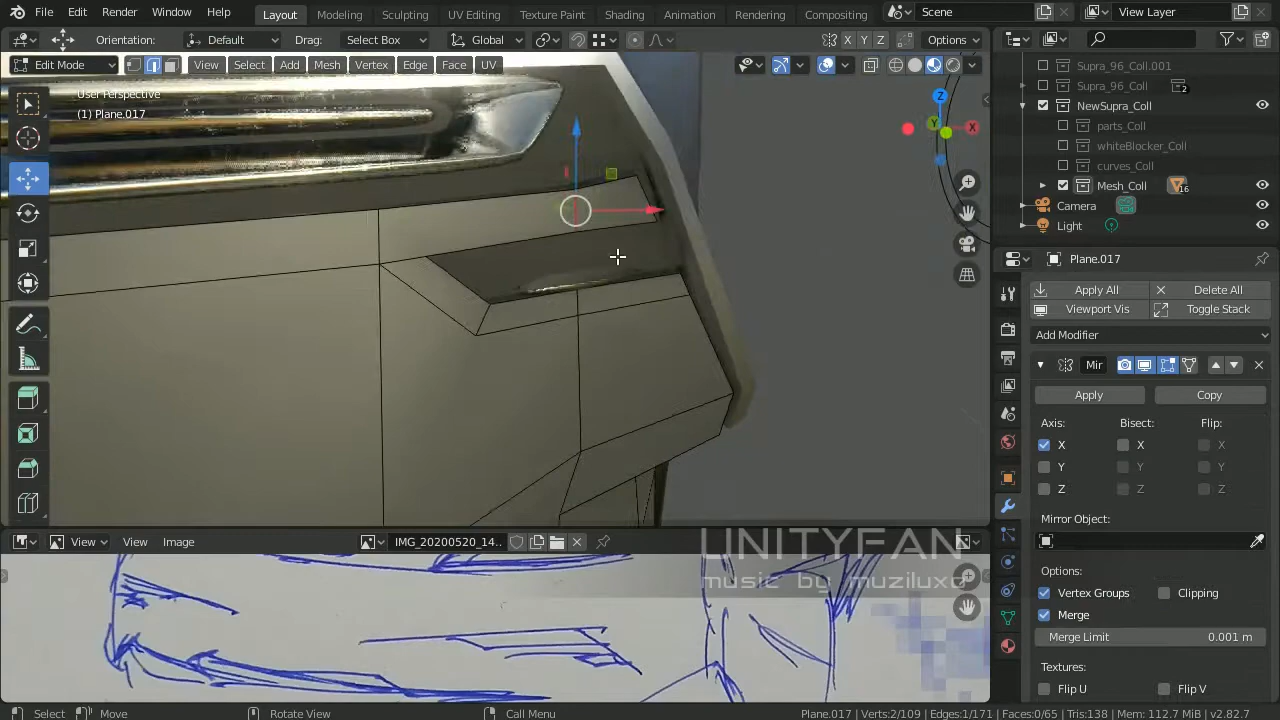 File Edit Render Window Help Layout Modeling Sculpting UV Editing Texture Paint Shading Animation Rendering Compositing Scene View Layer
Orientation: Default Drag: Select Box Global X Y Z Options
Edit Mode View Select Add Mesh Vertex Edge Face UV
User Perspective
(1) Plane.017
Z
Y X
Supra_96_Coll.001
Supra_96_Coll 2
NewSupra_Coll
parts_Coll
whiteBlocker_Coll
curves_Coll
Mesh_Coll 16
Camera
Light
Plane.017
Apply All Delete All
Viewport Vis Toggle Stack
Add Modifier
Mir
Apply Copy
Axis: Bisect: Flip:
X X X
Y Y Y
Z Z Z
Mirror Object:
Options:
Vertex Groups Clipping
Merge
Merge Limit 0.001 m
Textures:
Flip U Flip V
View View Image IMG_20200520_14..
UNITYFAN
music by muziluxo
Select Move Rotate View Call Menu Plane.017 | Verts:2/109 | Edges:1/171 | Faces:0/65 | Tris:138 | Mem: 112.7 MiB | v2.82.7